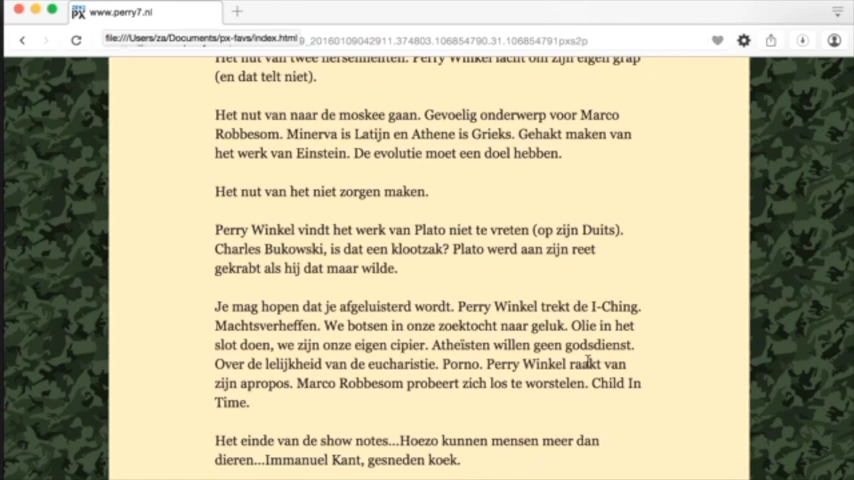 www.perry7.nl
file:///Users/za/Documents/px-favs/index.html
9_20160109042911.374803.106854790.31.106854791pxs2p
Het nut van twee hersenhelften. Perry Winkel lacht om zijn eigen grap
(en dat telt niet).
Het nut van naar de moskee gaan. Gevoelig onderwerp voor Marco
Robbesom. Minerva is Latijn en Athene is Grieks. Gehakt maken van
het werk van Einstein. De evolutie moet een doel hebben.
Het nut van het niet zorgen maken.
Perry Winkel vindt het werk van Plato niet te vreten (op zijn Duits).
Charles Bukowski, is dat een klootzak? Plato werd aan zijn reet
gekrabt als hij dat maar wilde.
Je mag hopen dat je afgeluisterd wordt. Perry Winkel trekt de I-Ching.
Machtsverheffen. We botsen in onze zoektocht naar geluk. Olie in het
slot doen, we zijn onze eigen cipier. Atheïsten willen geen godsdienst.
Over de lelijkheid van de eucharistie. Porno. Perry Winkel raakt van
zijn apropos. Marco Robbesom probeert zich los te worstelen. Child In
Time.
Het einde van de show notes...Hoezo kunnen mensen meer dan
dieren...Immanuel Kant, gesneden koek.